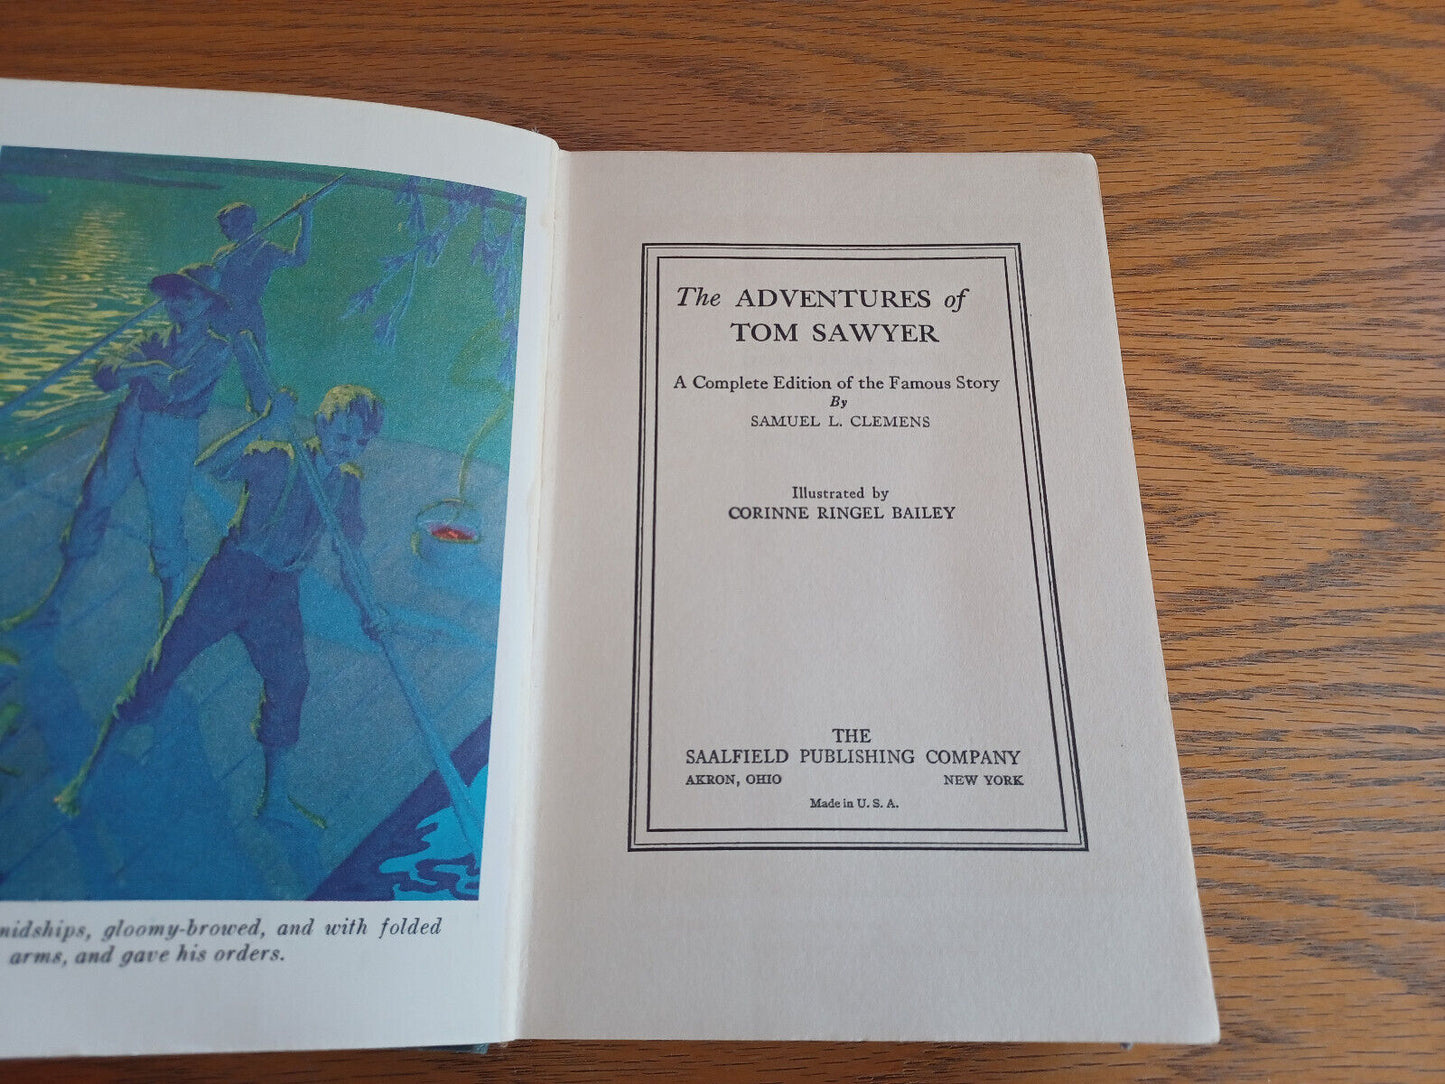 The ADVENTURES of
TOM SAWYER
A Complete Edition of the Famous Story
By
SAMUEL L. CLEMENS
Illustrated by
CORINNE RINGEL BAILEY
THE
SAALFIELD PUBLISHING COMPANY
AKRON, OHIO NEW YORK
Made in U. S. A.
gloomy-browed, and with folded
arms, and gave his orders.